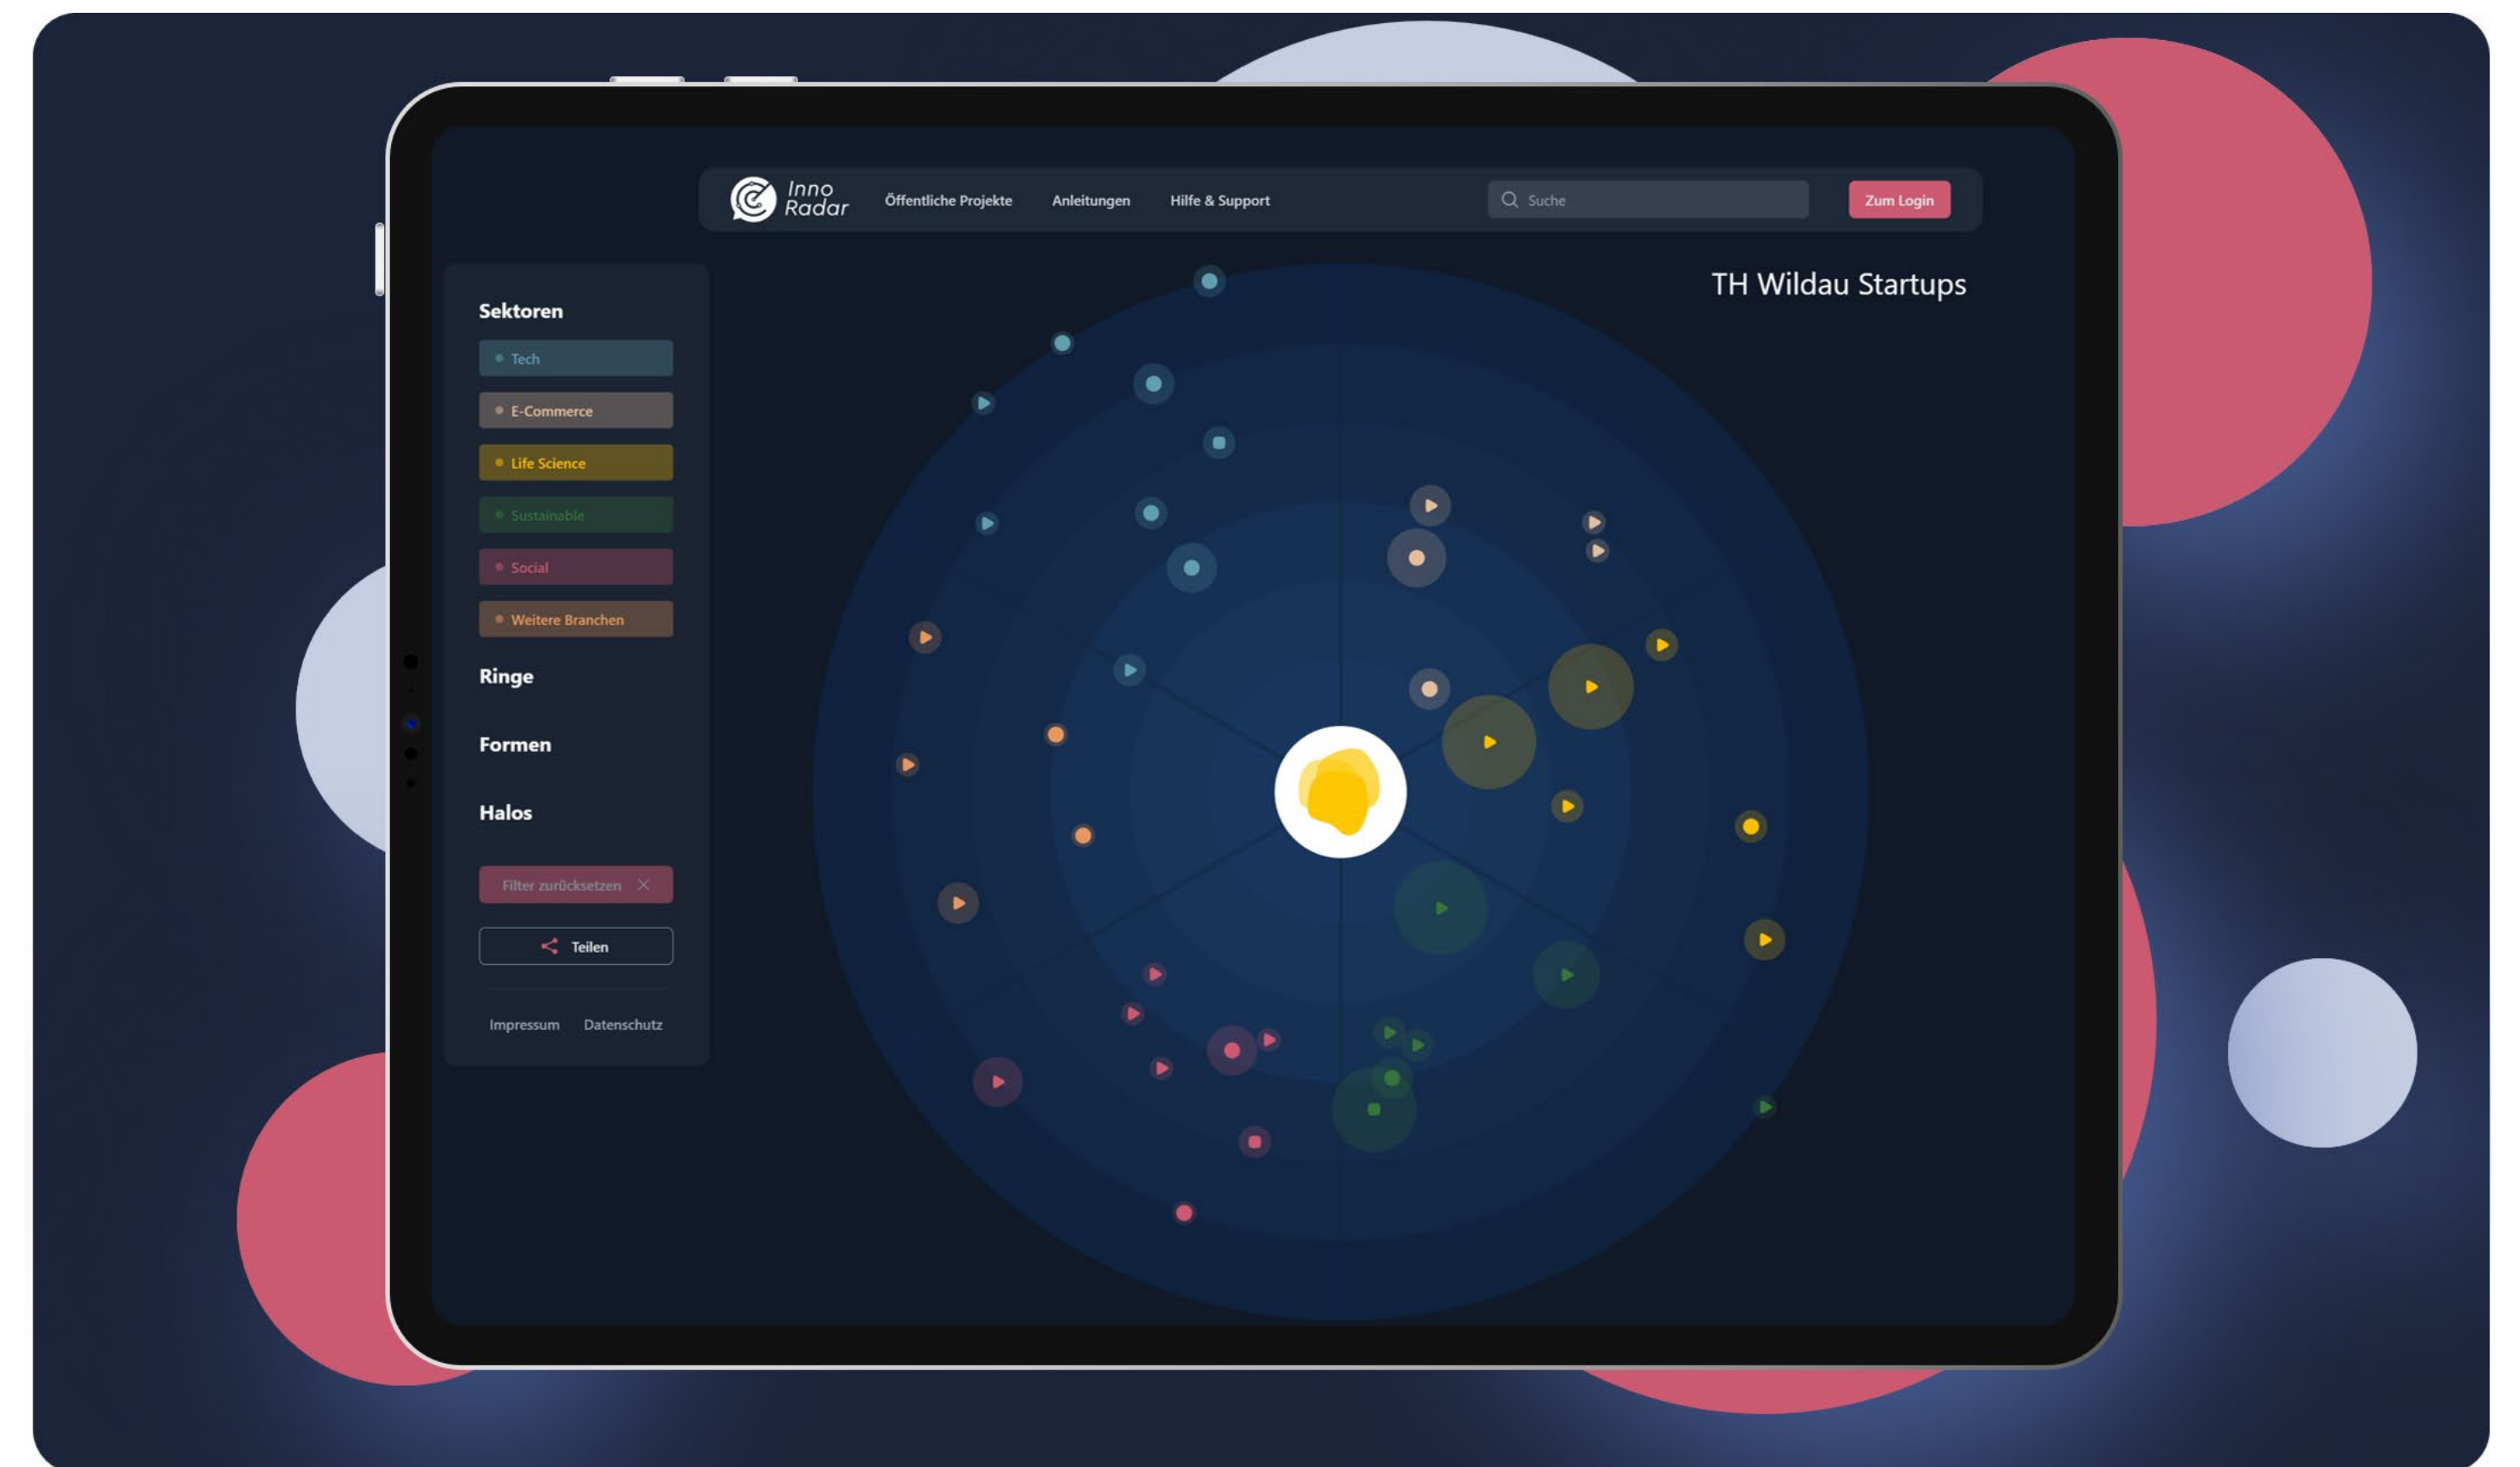 Inno
Radar
Öffentliche Projekte
Anleitungen
Hilfe & Support
Suche
Zum Login
TH Wildau Startups
Sektoren
Tech
E-Commerce
Life Science
Sustainable
Social
Weitere Branchen
Ringe
Formen
Halos
Filter zurücksetzen
Teilen
Impressum
Datenschutz